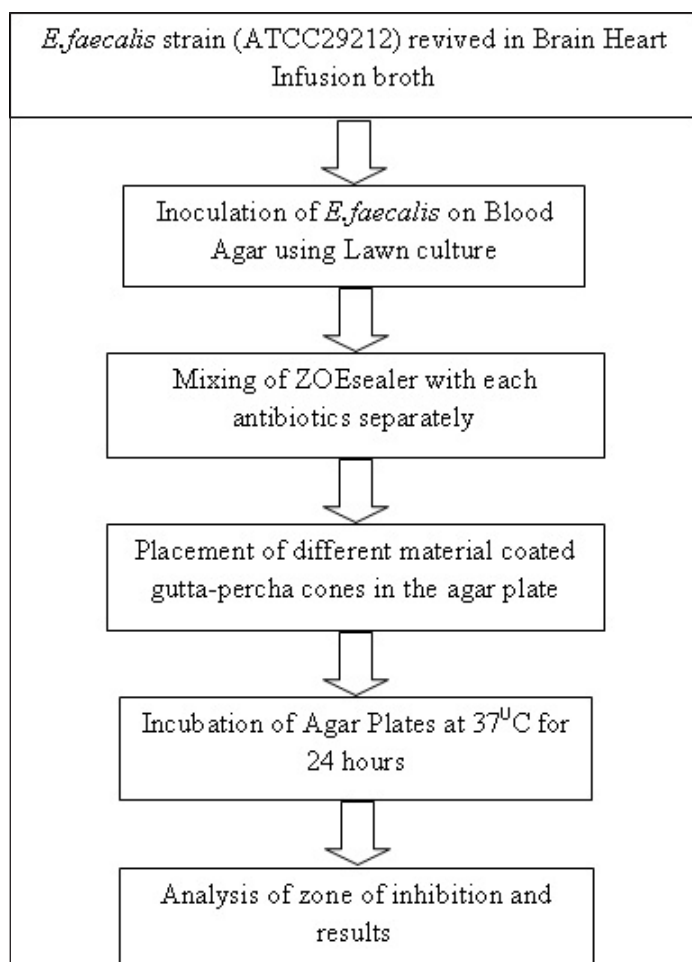 E.faecalis strain (ATCC29212) revived in Brain Heart
Infusion broth
Inoculation of E.faecalis on Blood
Agar using Lawn culture
Mixing of ZOEsealer with each
antibiotics separately
Placement of different material coated
gutta-percha cones in the agar plate
Incubation of Agar Plates at 37ᵁC for
24 hours
Analysis of zone of inhibition and
results